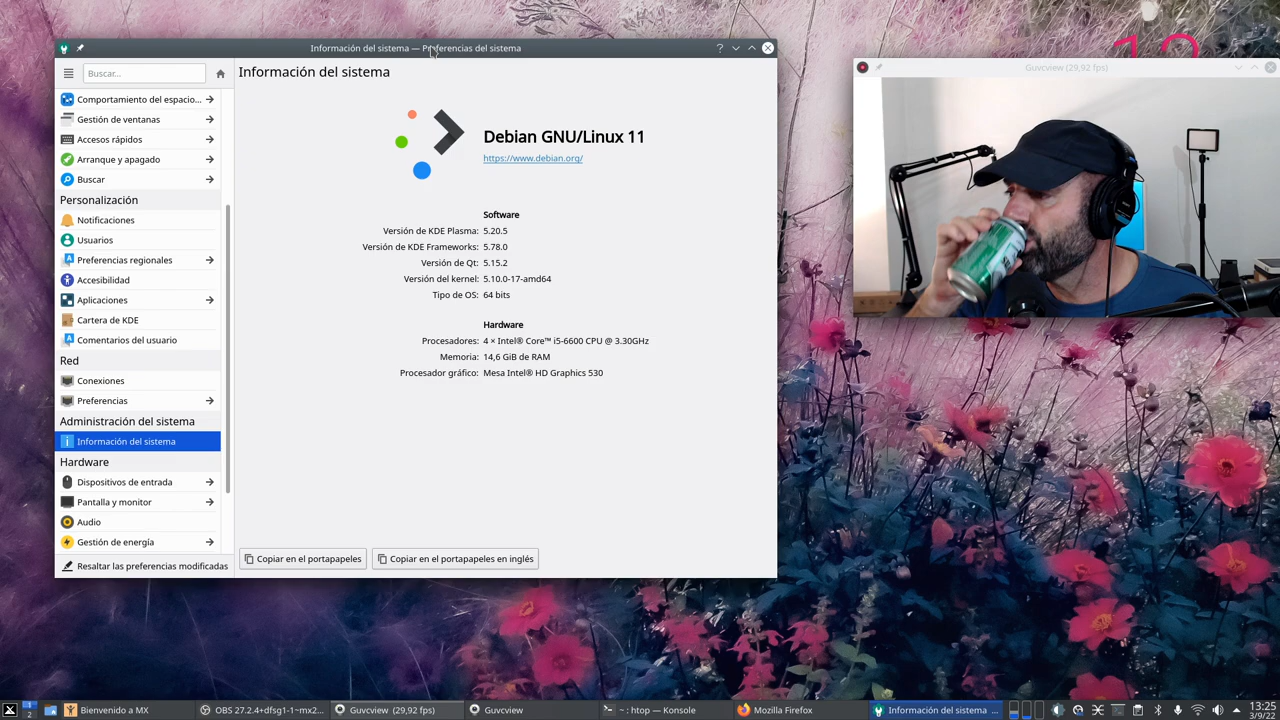 Información del sistema — Preferencias del sistema
Buscar...
Comportamiento del espacio...
Gestión de ventanas
Accesos rápidos
Arranque y apagado
Buscar
Personalización
Notificaciones
Usuarios
Preferencias regionales
Accesibilidad
Aplicaciones
Cartera de KDE
Comentarios del usuario
Red
Conexiones
Preferencias
Administración del sistema
Información del sistema
Hardware
Dispositivos de entrada
Pantalla y monitor
Audio
Gestión de energía
Resaltar las preferencias modificadas
Información del sistema
Debian GNU/Linux 11
https://www.debian.org/
Software
Versión de KDE Plasma: 5.20.5
Versión de KDE Frameworks: 5.78.0
Versión de Qt: 5.15.2
Versión del kernel: 5.10.0-17-amd64
Tipo de OS: 64 bits
Hardware
Procesadores: 4 × Intel® Core™ i5-6600 CPU @ 3.30GHz
Memoria: 14,6 GiB de RAM
Procesador gráfico: Mesa Intel® HD Graphics 530
Copiar en el portapapeles
Copiar en el portapapeles en inglés
Guvcview (29,92 fps)
1
2
Bienvenido a MX
OBS 27.2.4+dfsg1-1~mx2...
Guvcview (29,92 fps)
Guvcview
~ : htop — Konsole
Mozilla Firefox
Información del sistema ...
13:25
3/9/22